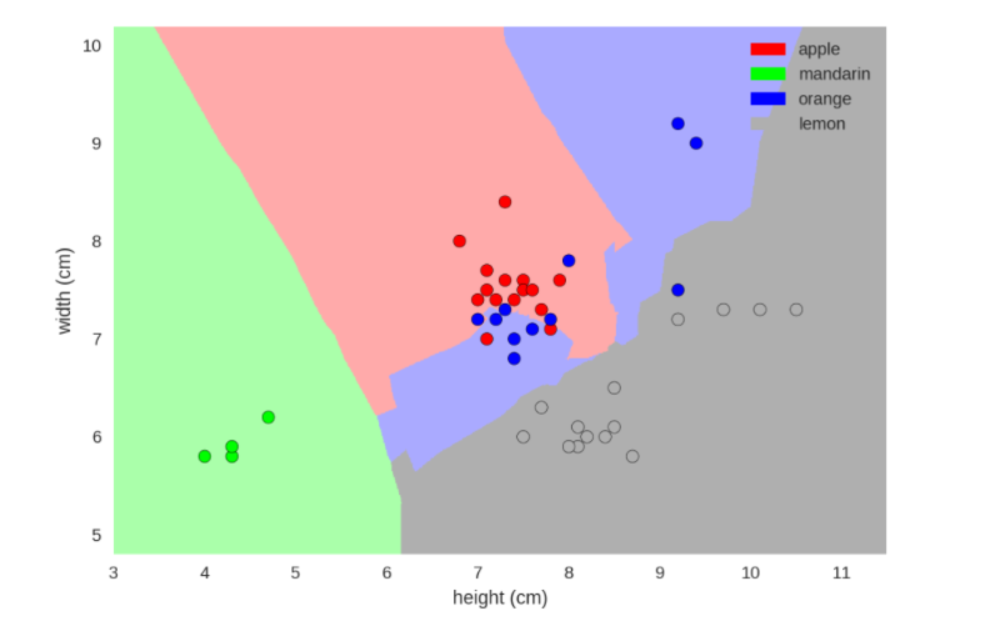 10
9
8
7
6
5
width (cm)
apple
mandarin
orange
lemon
3 4 5 6 7 8 9 10 11
height (cm)